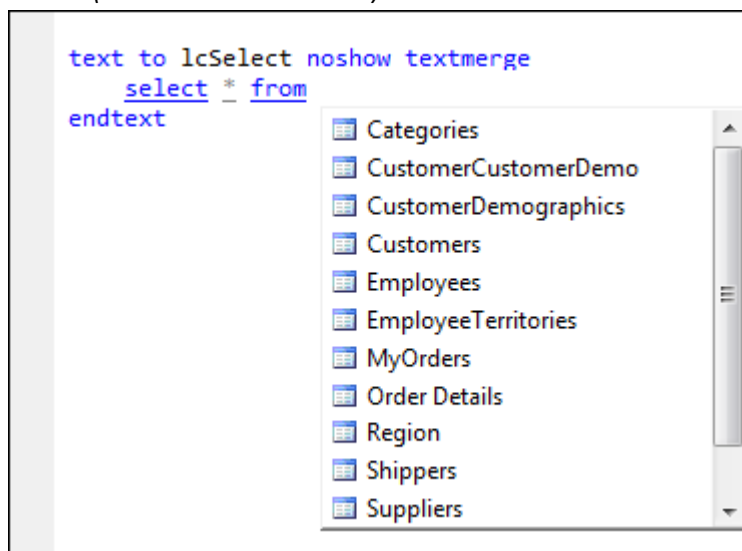 text to lcSelect noshow textmerge
select * from
endtext
Categories
CustomerCustomerDemo
CustomerDemographics
Customers
Employees
EmployeeTerritories
MyOrders
Order Details
Region
Shippers
Suppliers